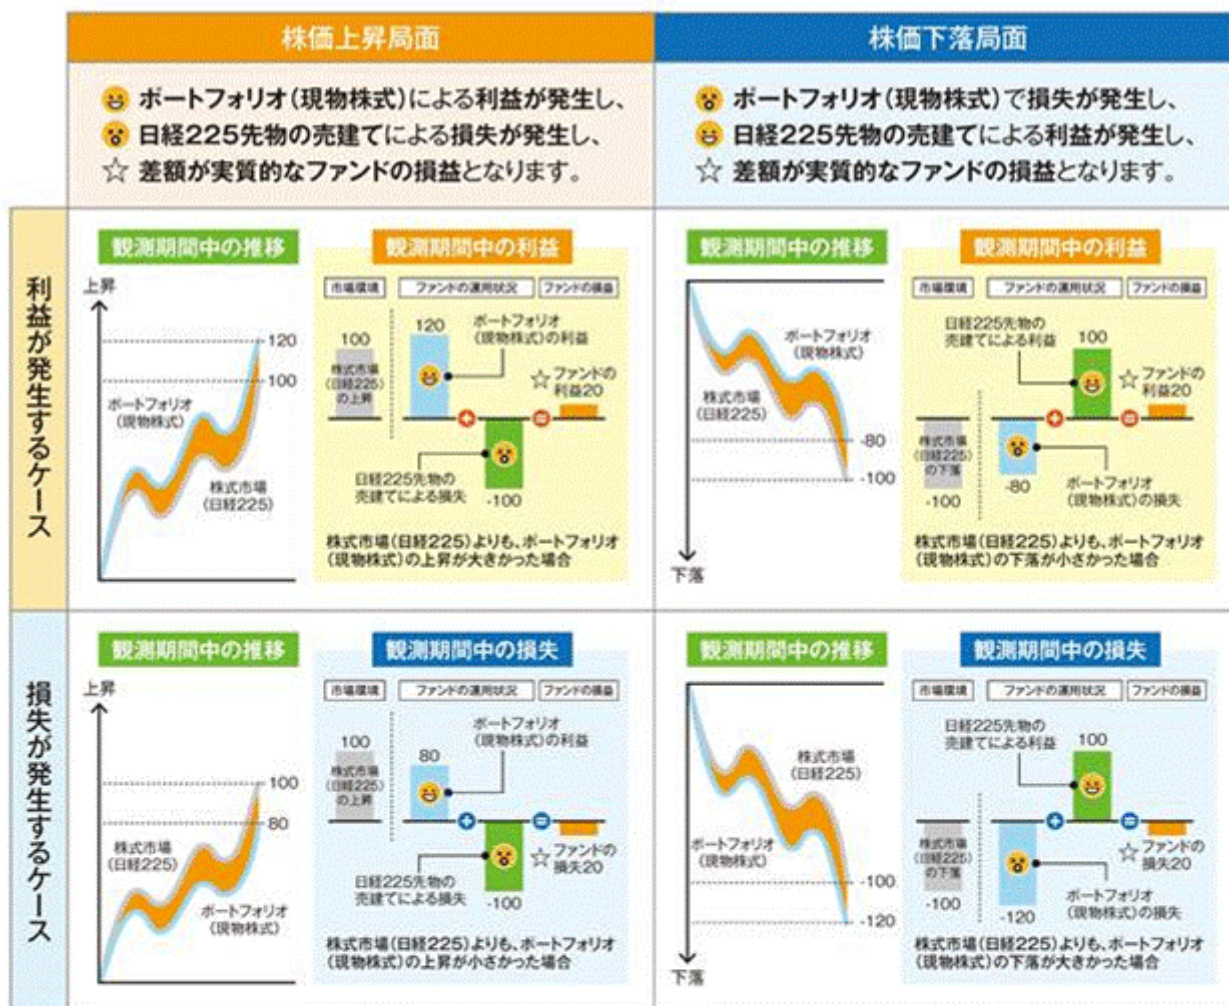 株価上昇局面
ポートフォリオ(現物株式)による利益が発生し、
日経225先物の売建てによる損失が発生し、
☆ 差額が実質的なファンドの損益となります。
株価下落局面
ポートフォリオ(現物株式)で損失が発生し、
日経225先物の売建てによる利益が発生し、
☆ 差額が実質的なファンドの損益となります。
利益が発生するケース
観測期間中の推移
上昇
120
100
ポートフォリオ
(現物株式)
株式市場
(日経225)
観測期間中の利益
市場環境
ファンドの運用状況
ファンドの損益
100
株式市場
(日経225)
の上昇
120
ポートフォリオ
(現物株式)の利益
☆ファンドの
利益20
日経225先物の
売建てによる損失
-100
株式市場(日経225)よりも、ポートフォリオ
(現物株式)の上昇が大きかった場合
観測期間中の推移
ポートフォリオ
(現物株式)
株式市場
(日経225)
-80
-100
下落
観測期間中の利益
市場環境
ファンドの運用状況
ファンドの損益
日経225先物の
売建てによる利益
100
☆ファンドの
利益20
株式市場
(日経225)
の下落
-100
-80
ポートフォリオ
(現物株式)の損失
株式市場(日経225)よりも、ポートフォリオ
(現物株式)の下落が小さかった場合
損失が発生するケース
観測期間中の推移
上昇
100
80
株式市場
(日経225)
ポートフォリオ
(現物株式)
観測期間中の損失
市場環境
ファンドの運用状況
ファンドの損益
100
株式市場
(日経225)
の上昇
80
ポートフォリオ
(現物株式)の利益
☆ファンドの
損失20
日経225先物の
売建てによる損失
-100
株式市場(日経225)よりも、ポートフォリオ
(現物株式)の上昇が小さかった場合
観測期間中の推移
株式市場
(日経225)
ポートフォリオ
(現物株式)
-100
-120
下落
観測期間中の損失
市場環境
ファンドの運用状況
ファンドの損益
日経225先物の
売建てによる利益
100
☆ファンドの
損失20
株式市場
(日経225)
の下落
-100
-120
ポートフォリオ
(現物株式)の損失
株式市場(日経225)よりも、ポートフォリオ
(現物株式)の下落が大きかった場合